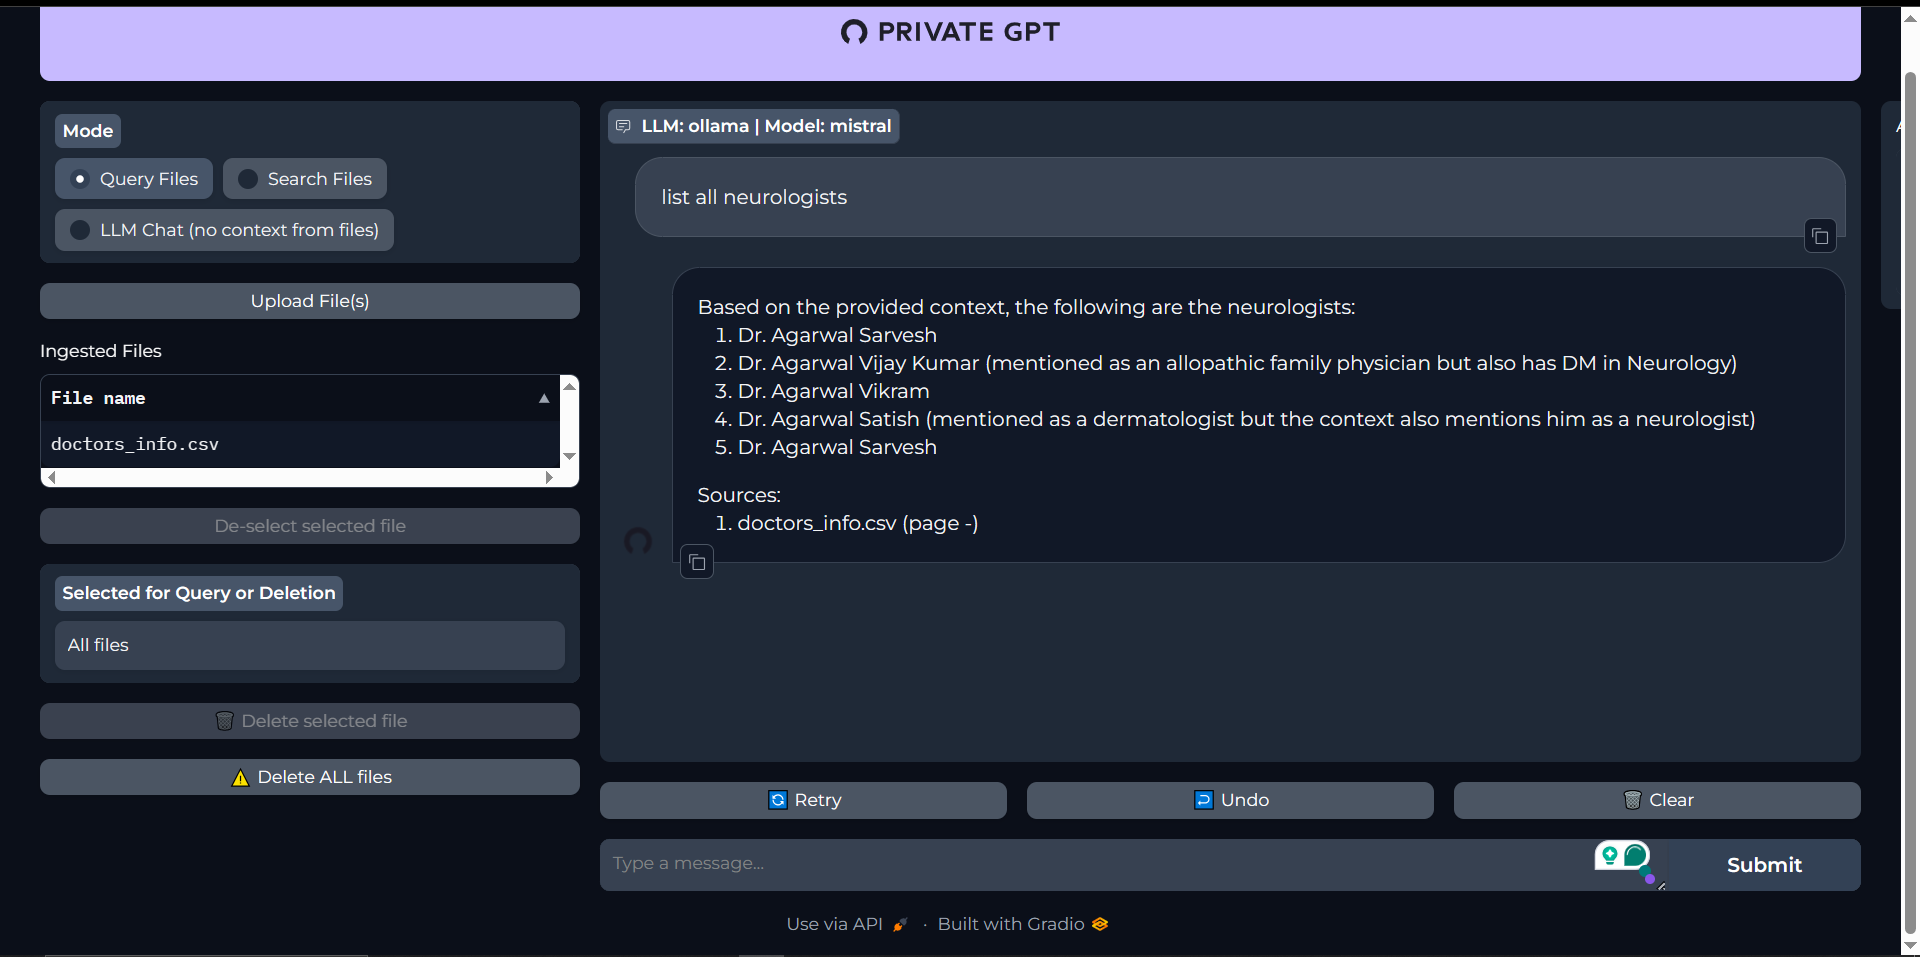 PRIVATE GPT
Mode
Query Files
Search Files
LLM Chat (no context from files)
Upload File(s)
Ingested Files
File name ▲
doctors_info.csv
De-select selected file
Selected for Query or Deletion
All files
Delete selected file
Delete ALL files
LLM: ollama | Model: mistral
list all neurologists
Based on the provided context, the following are the neurologists:
1. Dr. Agarwal Sarvesh
2. Dr. Agarwal Vijay Kumar (mentioned as an allopathic family physician but also has DM in Neurology)
3. Dr. Agarwal Vikram
4. Dr. Agarwal Satish (mentioned as a dermatologist but the context also mentions him as a neurologist)
5. Dr. Agarwal Sarvesh
Sources:
1. doctors_info.csv (page -)
Retry
Undo
Clear
Type a message...
Submit
Use via API · Built with Gradio